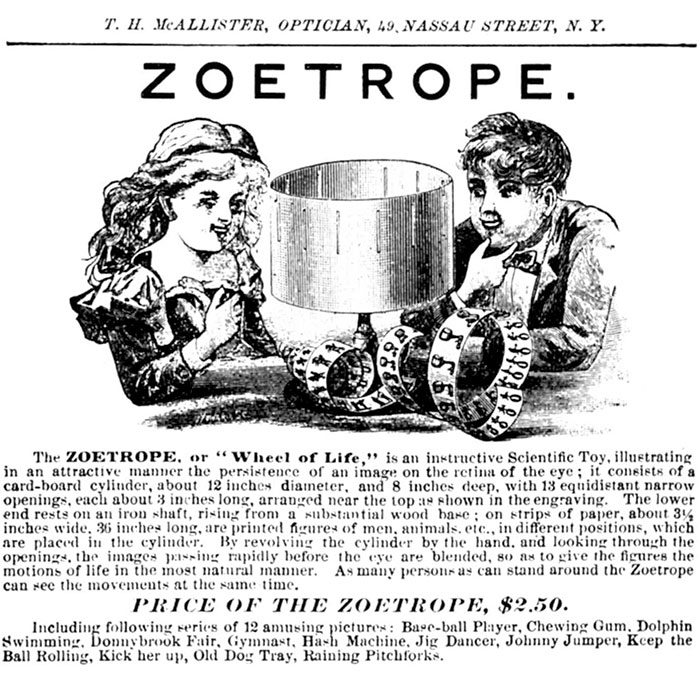 T. H. McALLISTER, OPTICIAN, 49, NASSAU STREET, N. Y.
ZOETROPE.
The ZOETROPE, or "Wheel of Life," is an instructive Scientific Toy, illustrating
in an attractive manner the persistence of an image on the retina of the eye; it consists of a
card-board cylinder, about 12 inches diameter, and 8 inches deep, with 13 equidistant narrow
openings, each about 3 inches long, arranged near the top as shown in the engraving. The lower
end rests on an iron shaft, rising from a substantial wood base; on strips of paper, about 3½
inches wide, 36 inches long, are printed figures of men, animals, etc., in different positions, which
are placed in the cylinder. By revolving the cylinder by the hand, and looking through the
openings, the images passing rapidly before the eye are blended, so as to give the figures the
motions of life in the most natural manner. As many persons as can stand around the Zoetrope
can see the movements at the same time.
PRICE OF THE ZOETROPE, $2.50.
Including following series of 12 amusing pictures: Base-ball Player, Chewing Gum, Dolphin
Swimming, Donnybrook Fair, Gymnast, Hash Machine, Jig Dancer, Johnny Jumper, Keep the
Ball Rolling, Kick her up, Old Dog Tray, Raining Pitchforks.